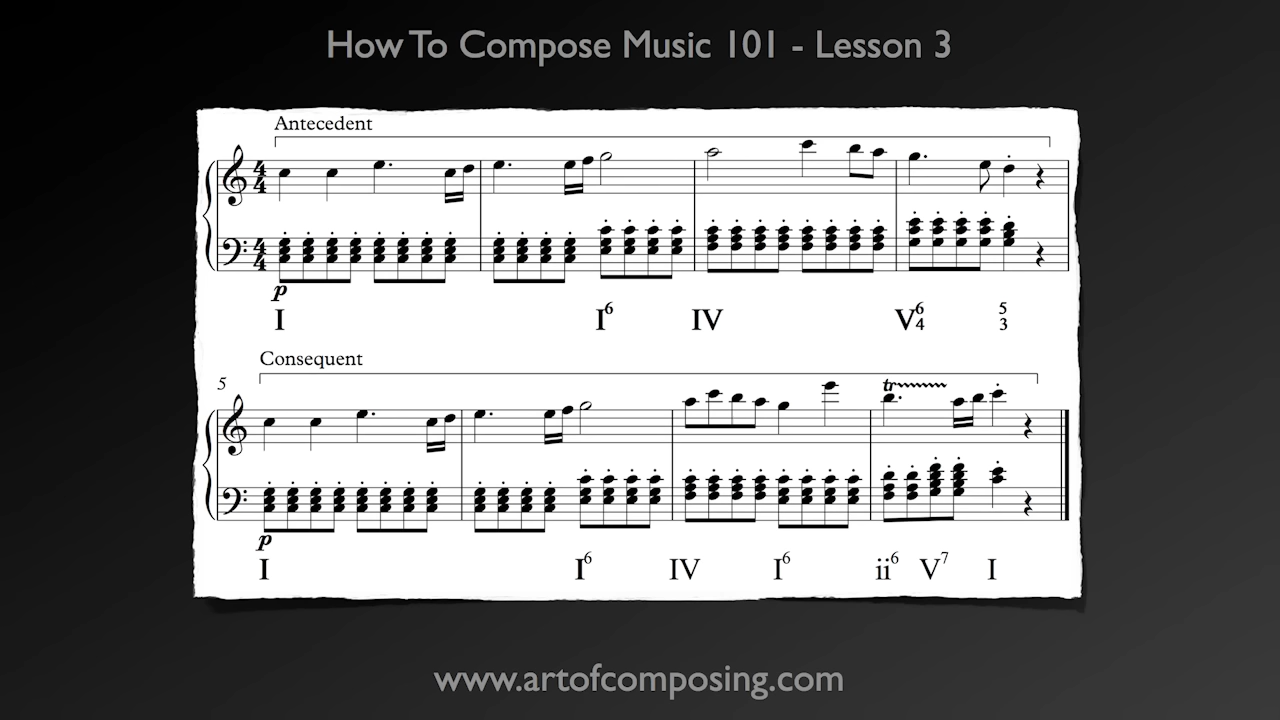 How To Compose Music 101 - Lesson 3
Antecedent
p
I I6 IV V6/4 5/3
Consequent
5
tr
p
I I6 IV I6 ii6 V7 I
www.artofcomposing.com